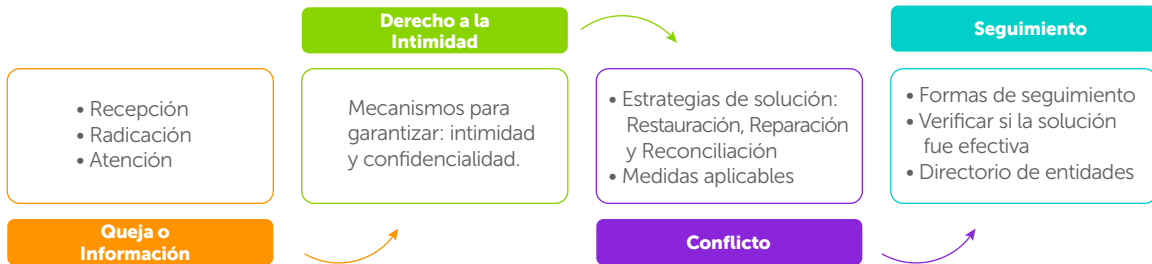 • Recepción
• Radicación
• Atención
Queja o
Información
Derecho a la
Intimidad
Mecanismos para
garantizar: intimidad
y confidencialidad.
• Estrategias de solución:
Restauración, Reparación
y Reconciliación
• Medidas aplicables
Conflicto
Seguimiento
• Formas de seguimiento
• Verificar si la solución
fue efectiva
• Directorio de entidades